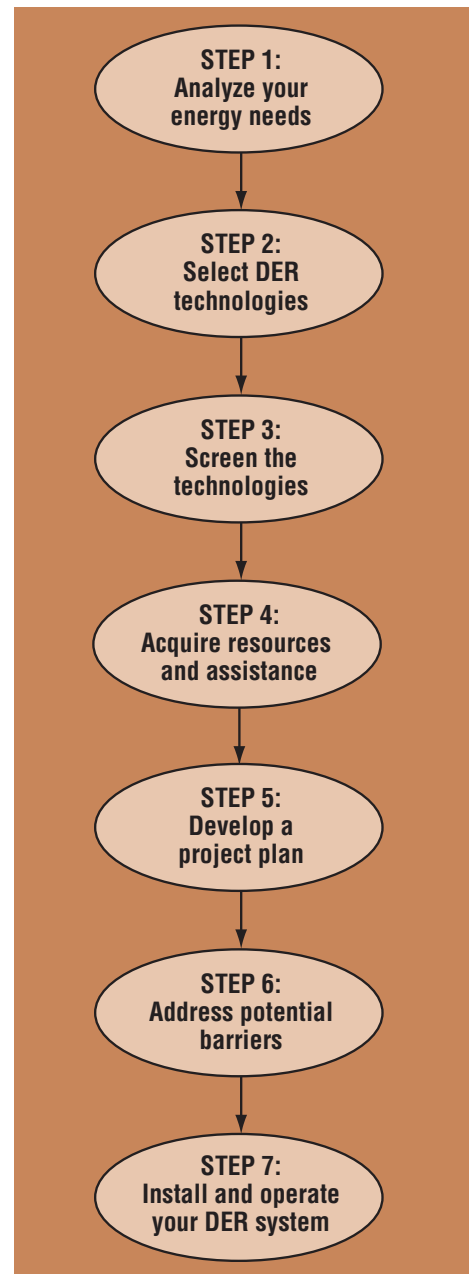 STEP 1:
Analyze your
energy needs
STEP 2:
Select DER
technologies
STEP 3:
Screen the
technologies
STEP 4:
Acquire resources
and assistance
STEP 5:
Develop a
project plan
STEP 6:
Address potential
barriers
STEP 7:
Install and operate
your DER system